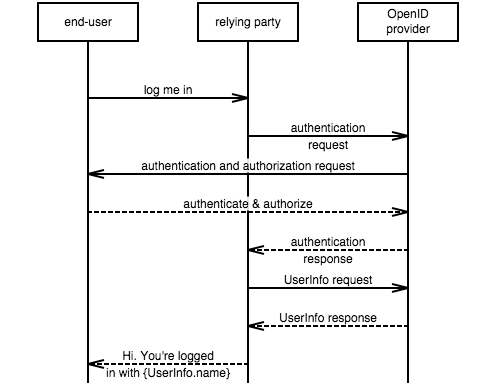 end-user
relying party
OpenID
provider
log me in
authentication
request
authentication and authorization request
authenticate & authorize
authentication
response
UserInfo request
UserInfo response
Hi. You're logged
in with {UserInfo.name}